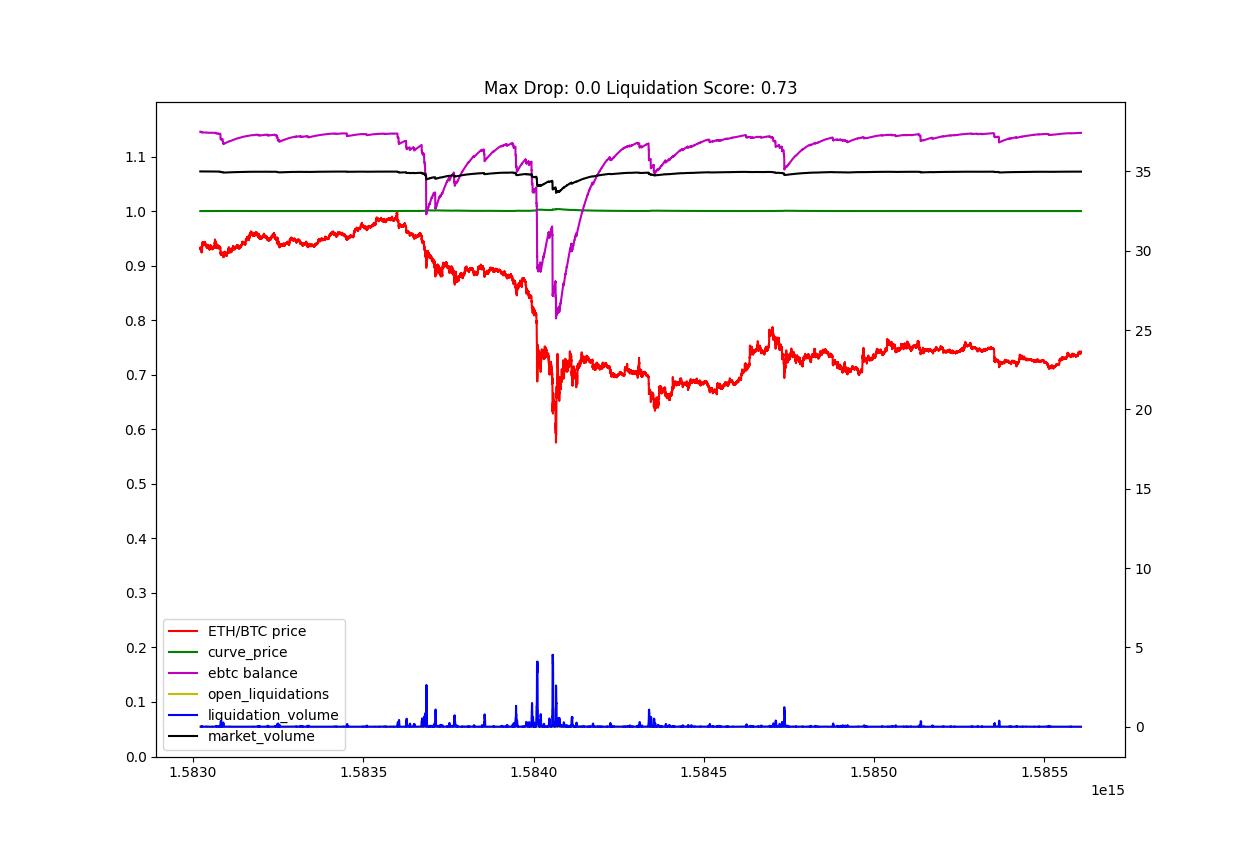 Max Drop: 0.0 Liquidation Score: 0.73
1.1
1.0
0.9
0.8
0.7
0.6
0.5
0.4
0.3
0.2
0.1
0.0
35
30
25
20
15
10
5
0
ETH/BTC price
curve_price
ebtc balance
open_liquidations
liquidation_volume
market_volume
1.5830 1.5835 1.5840 1.5845 1.5850 1.5855
1e15